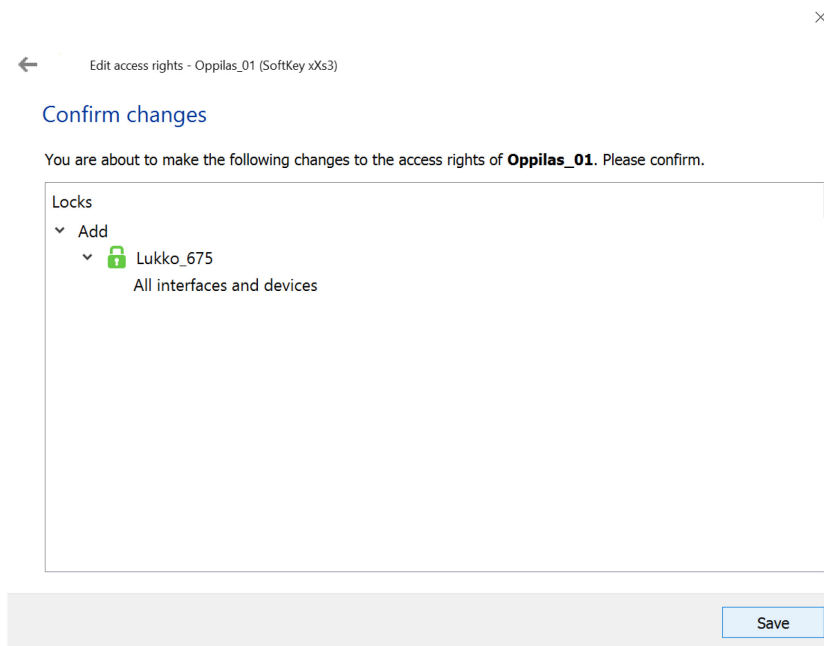 Edit access rights - Oppilas_01 (SoftKey xXs3)
Confirm changes
You are about to make the following changes to the access rights of Oppilas_01. Please confirm.
Locks
Add
Lukko_675
All interfaces and devices
Save